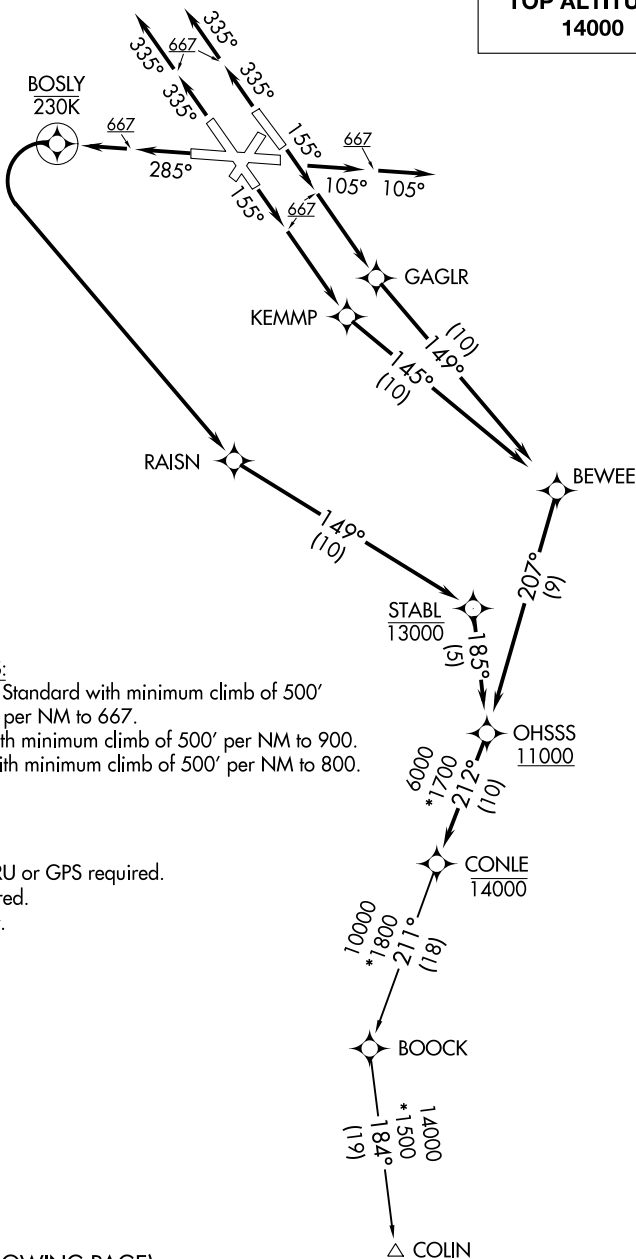 TOP ALTITU
14000
335°
335°
667
335°
335°
BOSLY
230K
667
285°
155°
667
105°
105°
155°
667
GAGLR
KEMMP
(10)
149°
145°
(10)
RAISN
BEWEE
149°
(10)
207°
(9)
STABL
13000
185°
(5)
S:
Standard with minimum climb of 500'
per NM to 667.
th minimum climb of 500' per NM to 900.
ith minimum climb of 500' per NM to 800.
OHSSS
11000
6000
*1700
212°
(10)
RU or GPS required.
red.
CONLE
14000
10000
*1800
211°
(18)
BOOCK
14000
*1500
184°
(19)
COLIN
OWING PAGE)